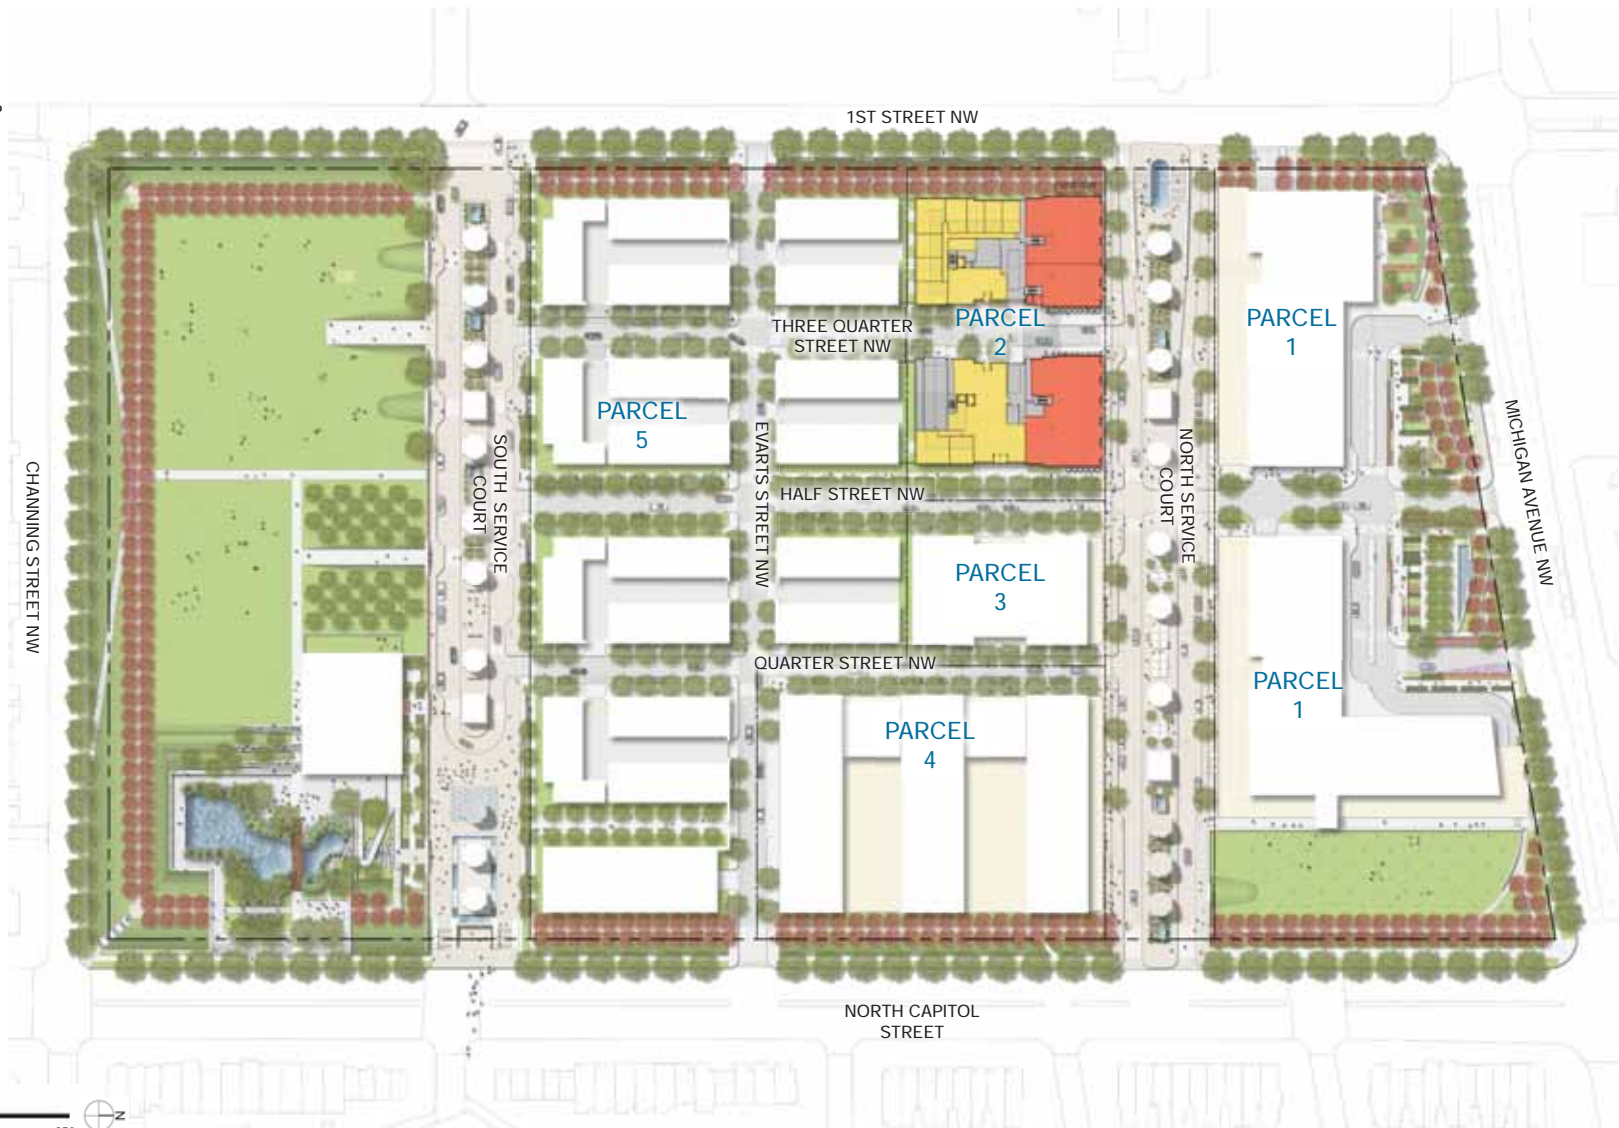 1ST STREET NW
THREE QUARTER
STREET NW
PARCEL
2
PARCEL
1
PARCEL
5
CHANNING STREET NW
SOUTH SERVICE
COURT
EVARTS STREET NW
HALF STREET NW
NORTH SERVICE
COURT
MICHIGAN AVENUE NW
PARCEL
3
QUARTER STREET NW
PARCEL
4
PARCEL
1
NORTH CAPITOL
STREET
N